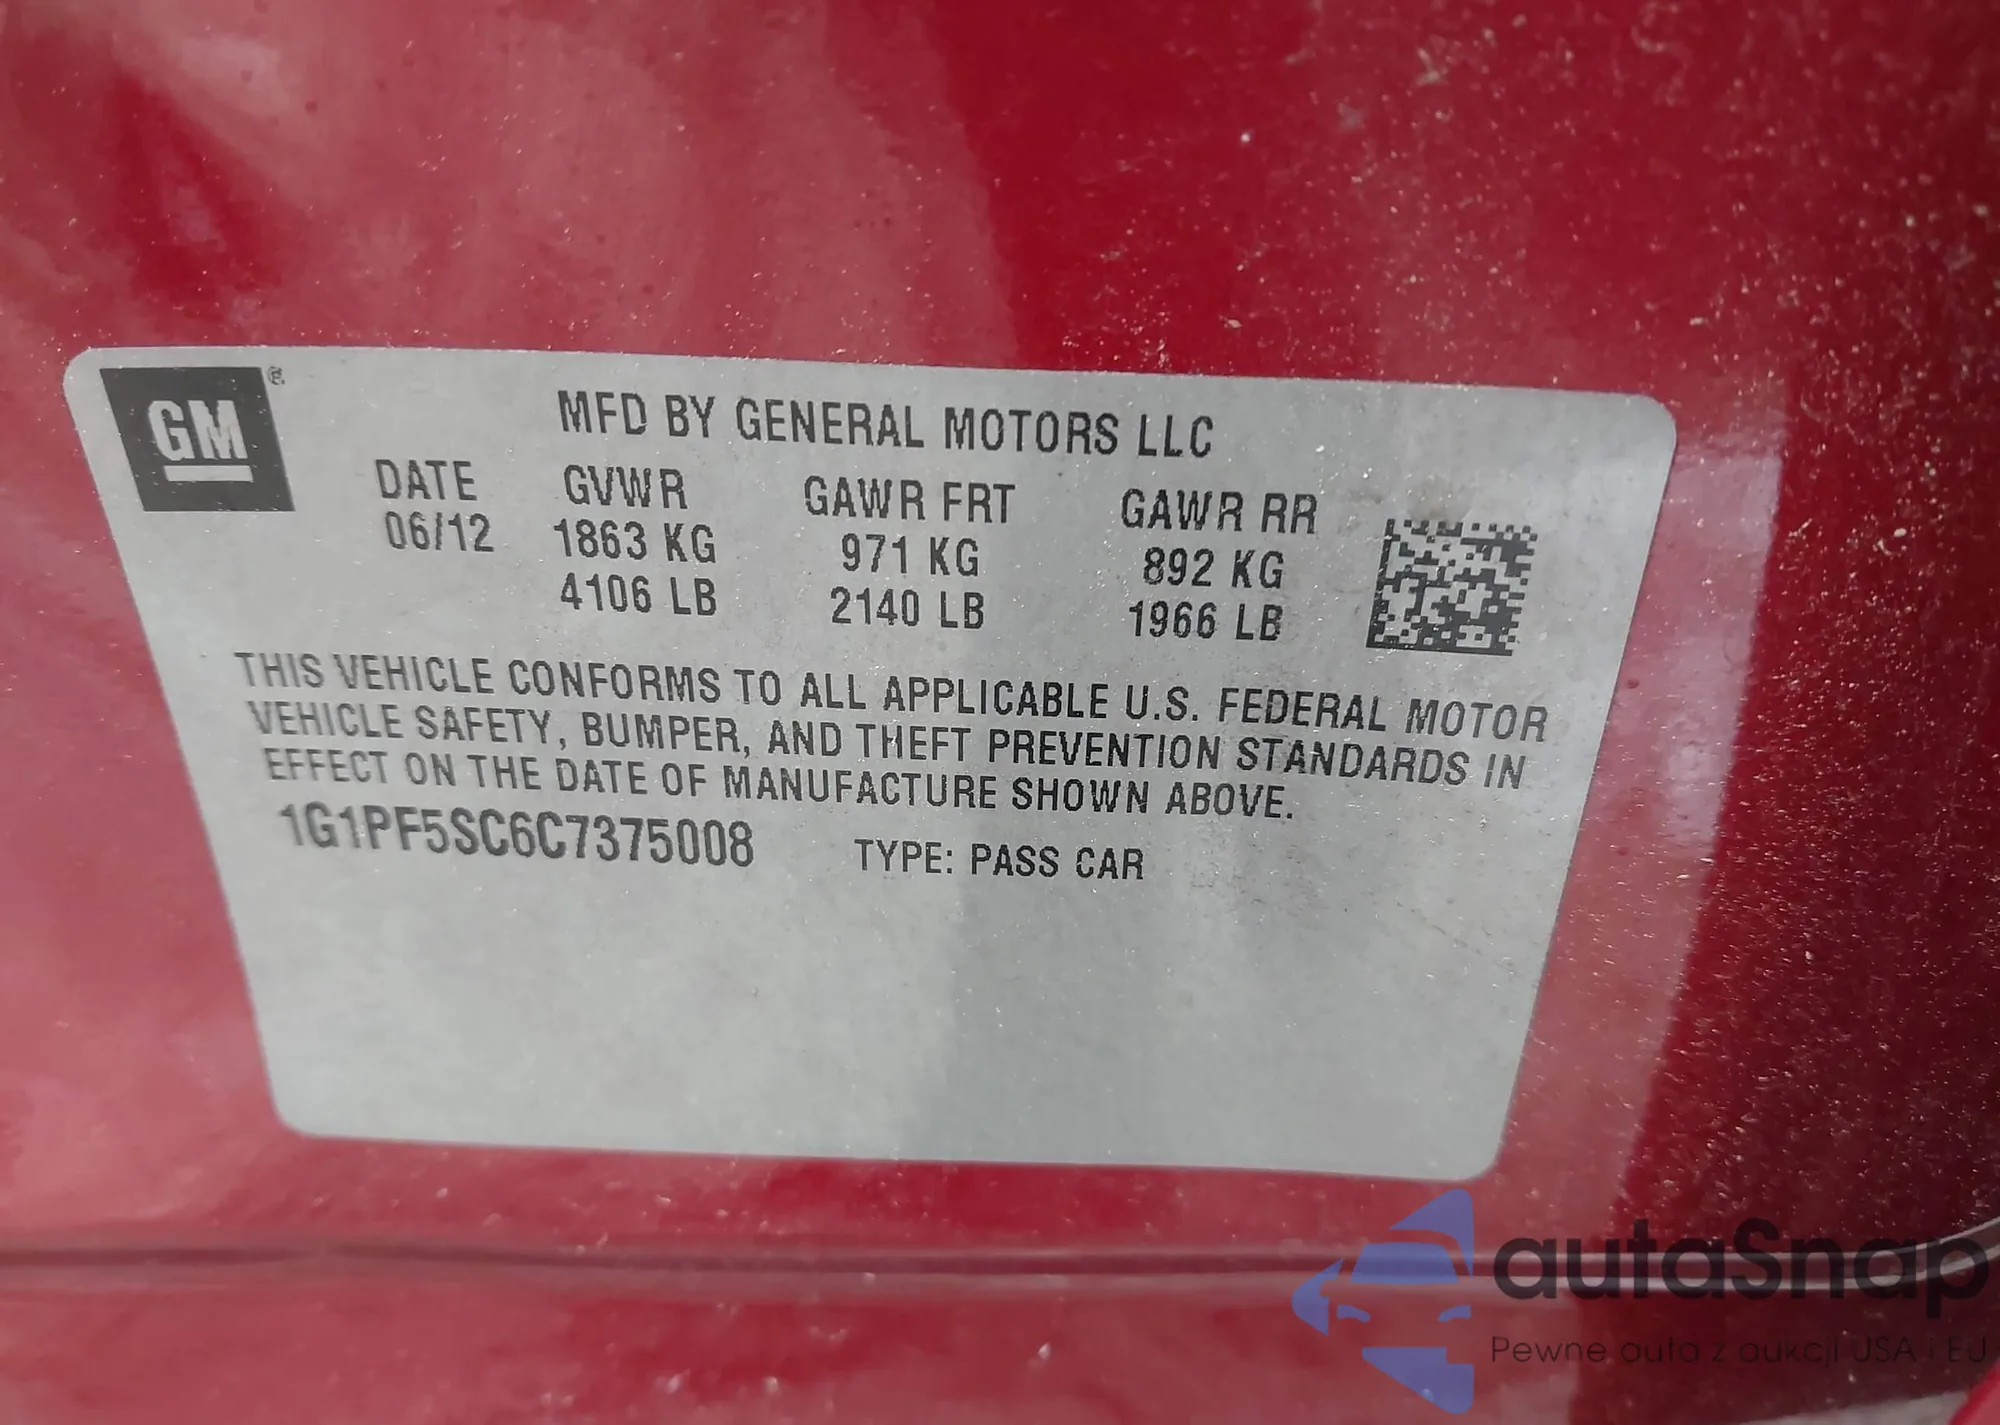 GM
MFD BY GENERAL MOTORS LLC
DATE GVWR GAWR FRT GAWR RR
06/12 1863 KG 971 KG 892 KG
4106 LB 2140 LB 1966 LB
THIS VEHICLE CONFORMS TO ALL APPLICABLE U.S. FEDERAL MOTOR
VEHICLE SAFETY, BUMPER, AND THEFT PREVENTION STANDARDS IN
EFFECT ON THE DATE OF MANUFACTURE SHOWN ABOVE.
1G1PF5SC6C7375008 TYPE: PASS CAR
autaSnap
Pewne auta z aukcji USA i EU